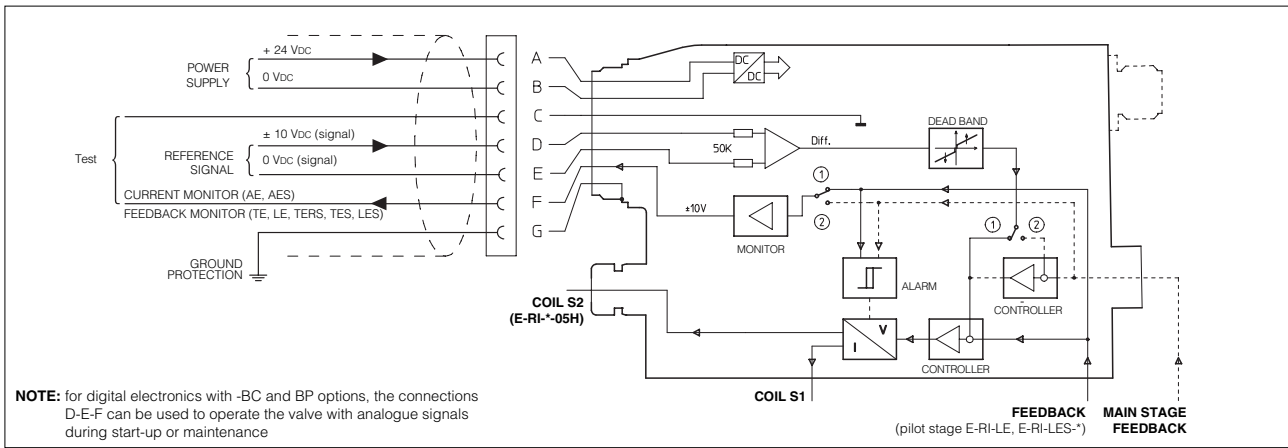 POWER
SUPPLY
+ 24 VDC
0 VDC
Test
± 10 VDC (signal)
REFERENCE
SIGNAL
0 VDC (signal)
CURRENT MONITOR (AE, AES)
FEEDBACK MONITOR (TE, LE, TERS, TES, LES)
GROUND
PROTECTION
A
B
C
D
E
F
G
DC
DC
50K
Diff.
DEAD BAND
±10V
MONITOR
①
②
①
②
ALARM
CONTROLLER
V
I
CONTROLLER
COIL S2
(E-RI-*-05H)
COIL S1
FEEDBACK
(pilot stage E-RI-LE, E-RI-LES-*)
MAIN STAGE
FEEDBACK
NOTE: for digital electronics with -BC and BP options, the connections
D-E-F can be used to operate the valve with analogue signals
during start-up or maintenance